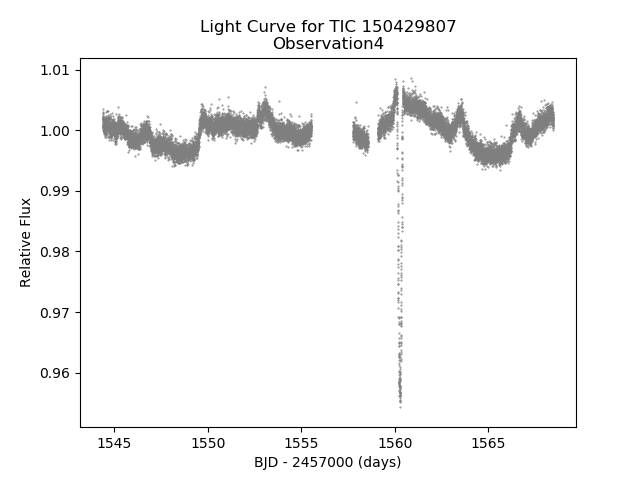 Light Curve for TIC 150429807
Observation4
1.01
1.00
0.99
0.98
0.97
0.96
Relative Flux
1545 1550 1555 1560 1565
BJD - 2457000 (days)